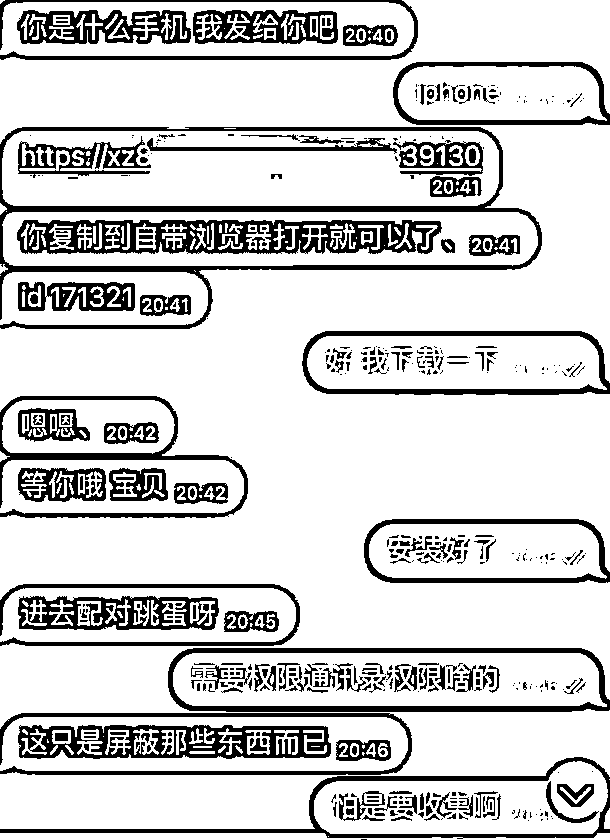 你是什么手机 我发给你吧 20:40
iphone
https://xz8 39130
20:41
你复制到自带浏览器打开就可以了、 20:41
id 171321 20:41
好 我下载一下
嗯嗯、 20:42
等你哦 宝贝 20:42
安装好了
进去配对跳蛋呀 20:45
需要权限通讯录权限啥的
这只是屏蔽那些东西而已 20:46
怕是要收集啊